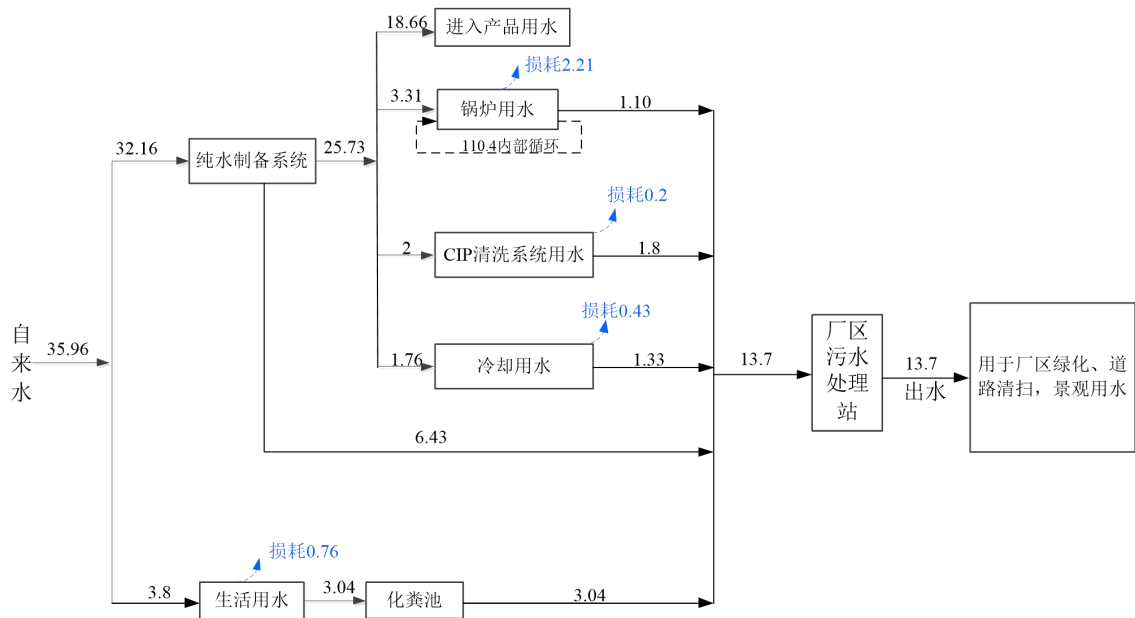 18.66
进入产品用水
损耗2.21
3.31
锅炉用水
1.10
110.4内部循环
32.16
纯水制备系统
25.73
损耗0.2
2
CIP清洗系统用水
1.8
损耗0.43
1.76
冷却用水
1.33
自来水
35.96
13.7
厂区
污水
处理
站
13.7
出水
用于厂区绿化、道
路清扫，景观用水
6.43
损耗0.76
3.8
生活用水
3.04
化粪池
3.04